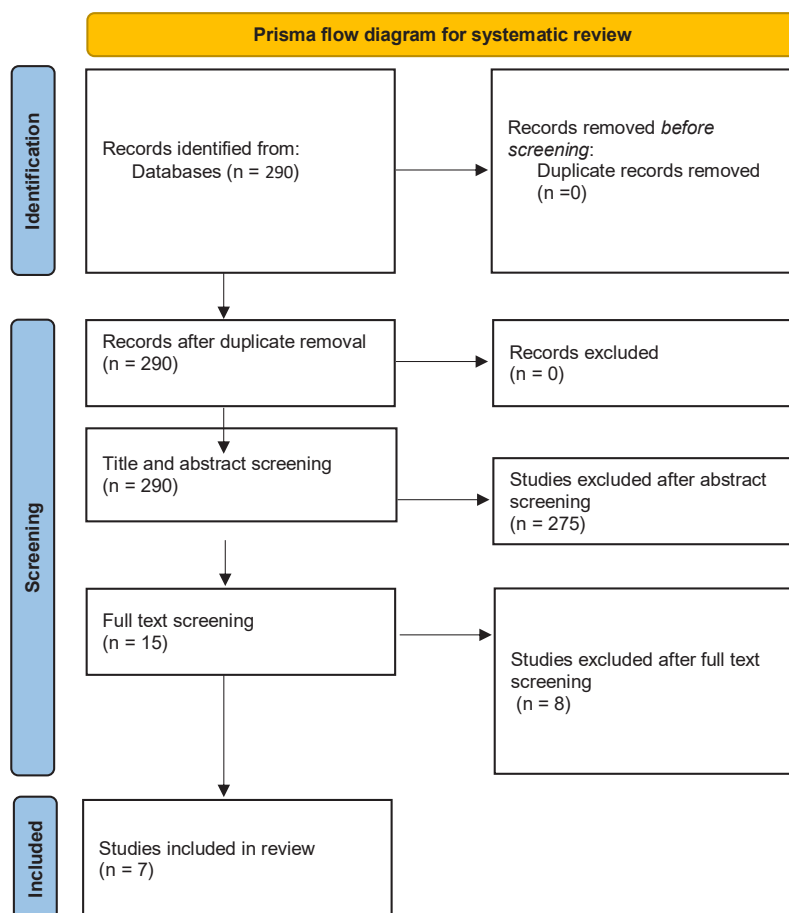 Prisma flow diagram for systematic review
Identification
Records identified from:
Databases (n = 290)
Records removed before
screening:
Duplicate records removed
(n =0)
Screening
Records after duplicate removal
(n = 290)
Records excluded
(n = 0)
Title and abstract screening
(n = 290)
Studies excluded after abstract
screening
(n = 275)
Full text screening
(n = 15)
Studies excluded after full text
screening
(n = 8)
Included
Studies included in review
(n = 7)